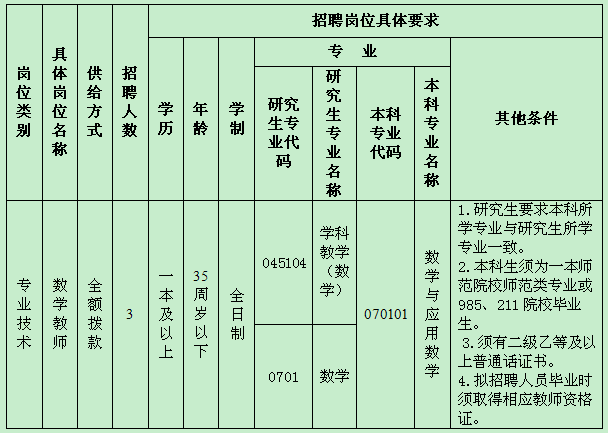 岗位类别
具体岗位名称
供给方式
招聘人数
招聘岗位具体要求
学历
年龄
学制
专 业
研究
生专
业代
码
研究生专业名称
本科
专业
代码
本科专业名称
其他条件
专业技术
数学教师
全额拨款
3
一本及以上
35
周
岁
以
下
全日制
045104
学科
教学
（数
学）
0701
数学
070101
数学与应用数学
1.研究生要求本科所
学专业与研究生所学
专业一致。
2.本科生须为一本师
范院校师范类专业或
985、211院校毕业
生。
3.须有二级乙等及以
上普通话证书。
4.拟招聘人员毕业时
须取得相应教师资格
证。